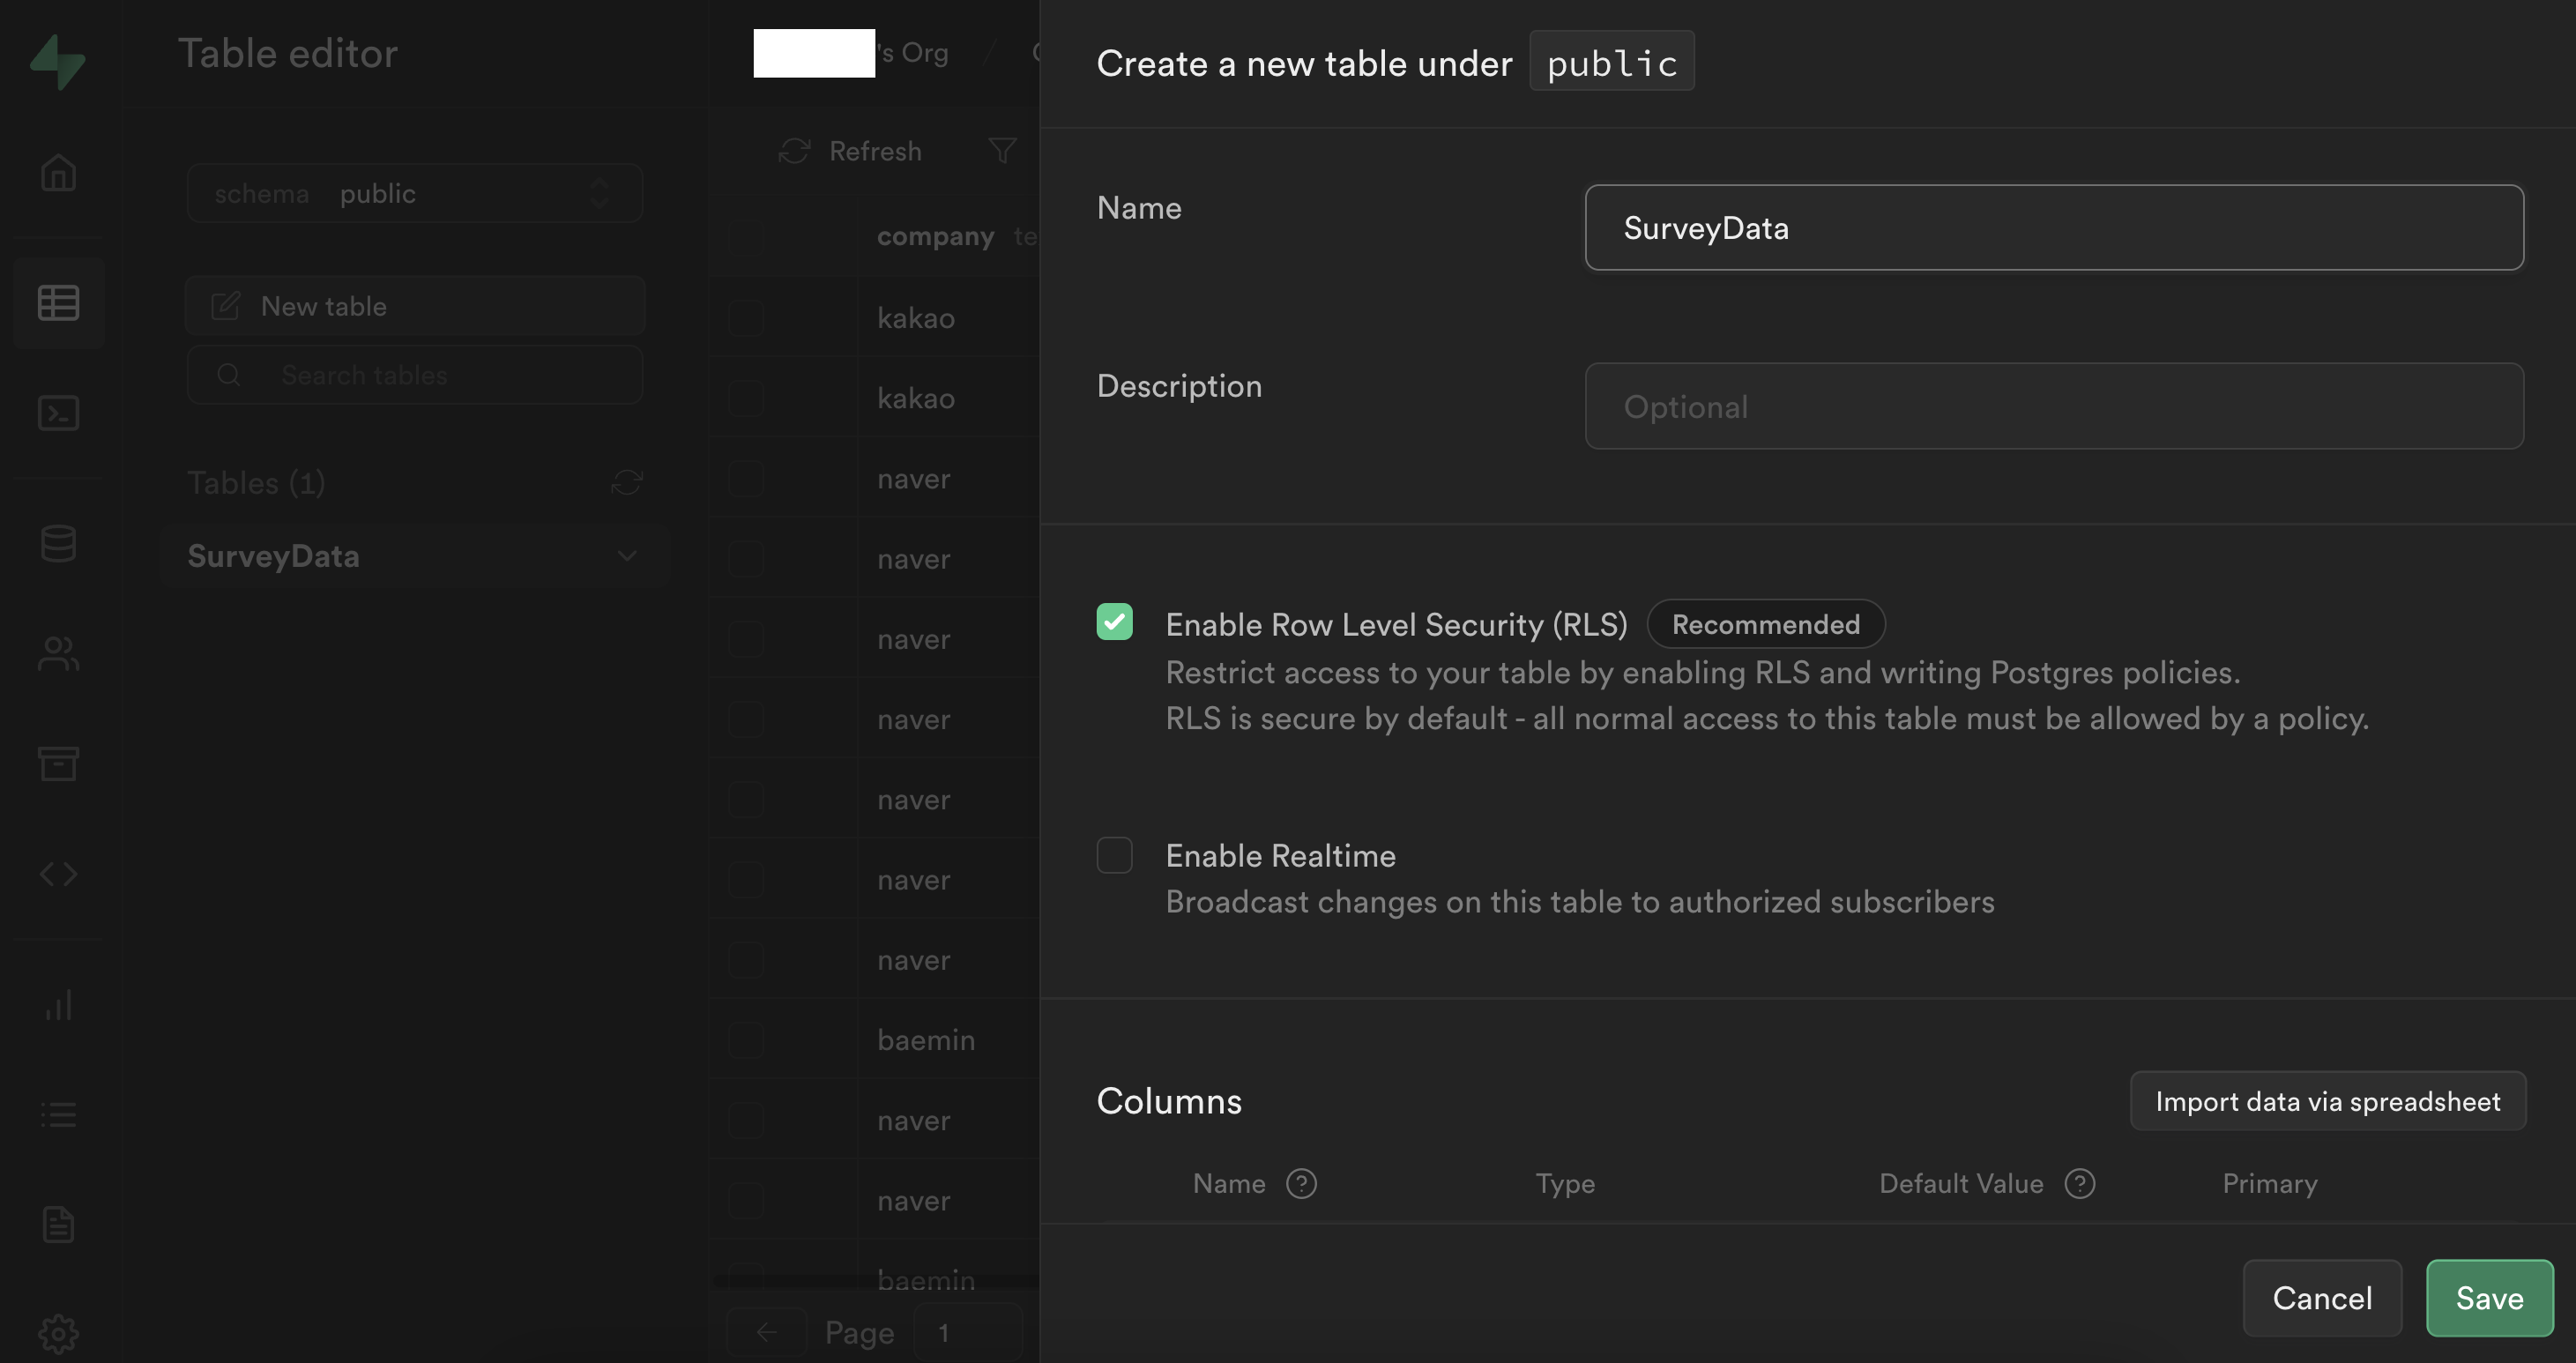 Table editor
schema public
New table
Search tables
Tables (1)
SurveyData
's Org /
Refresh
company
kakao
kakao
naver
naver
naver
naver
naver
naver
naver
baemin
naver
naver
baemin
Page 1
Create a new table under public
Name
SurveyData
Description
Optional
Enable Row Level Security (RLS) Recommended
Restrict access to your table by enabling RLS and writing Postgres policies.
RLS is secure by default - all normal access to this table must be allowed by a policy.
Enable Realtime
Broadcast changes on this table to authorized subscribers
Columns
Import data via spreadsheet
Name ? Type Default Value ? Primary
Cancel Save